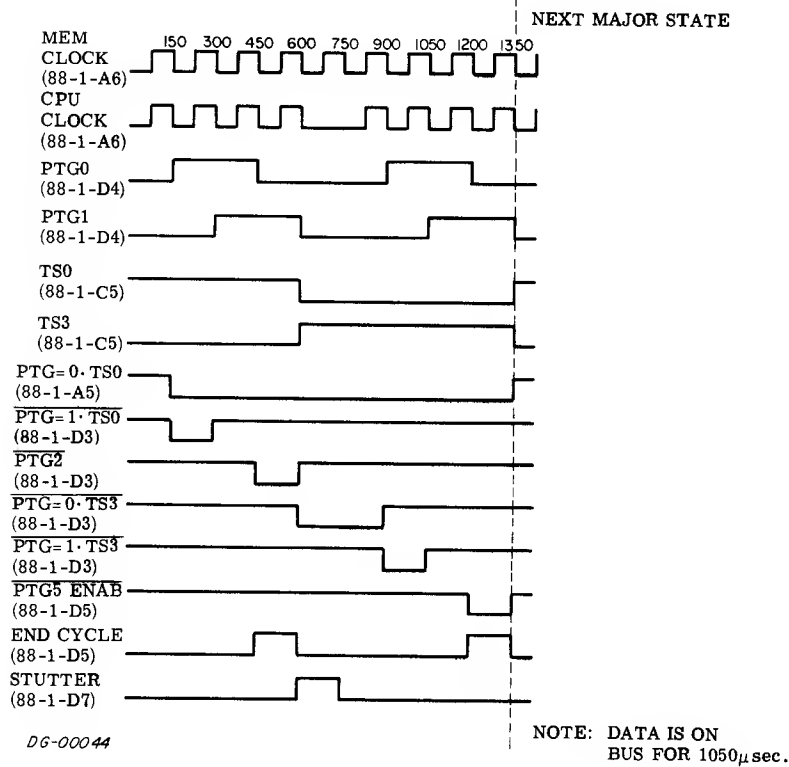 NEXT MAJOR STATE
MEM
CLOCK
(88-1-A6)
150 300 450 600 750 900 1050 1200 1350
CPU
CLOCK
(88-1-A6)
PTG0
(88-1-D4)
PTG1
(88-1-D4)
TS0
(88-1-C5)
TS3
(88-1-C5)
PTG=0·TS0
(88-1-A5)
PTG=1·TS0
(88-1-D3)
PTG2
(88-1-D3)
PTG=0·TS3
(88-1-D3)
PTG=1·TS3
(88-1-D3)
PTG5 ENAB
(88-1-D5)
END CYCLE
(88-1-D5)
STUTTER
(88-1-D7)
DG-00044
NOTE: DATA IS ON
BUS FOR 1050μsec.